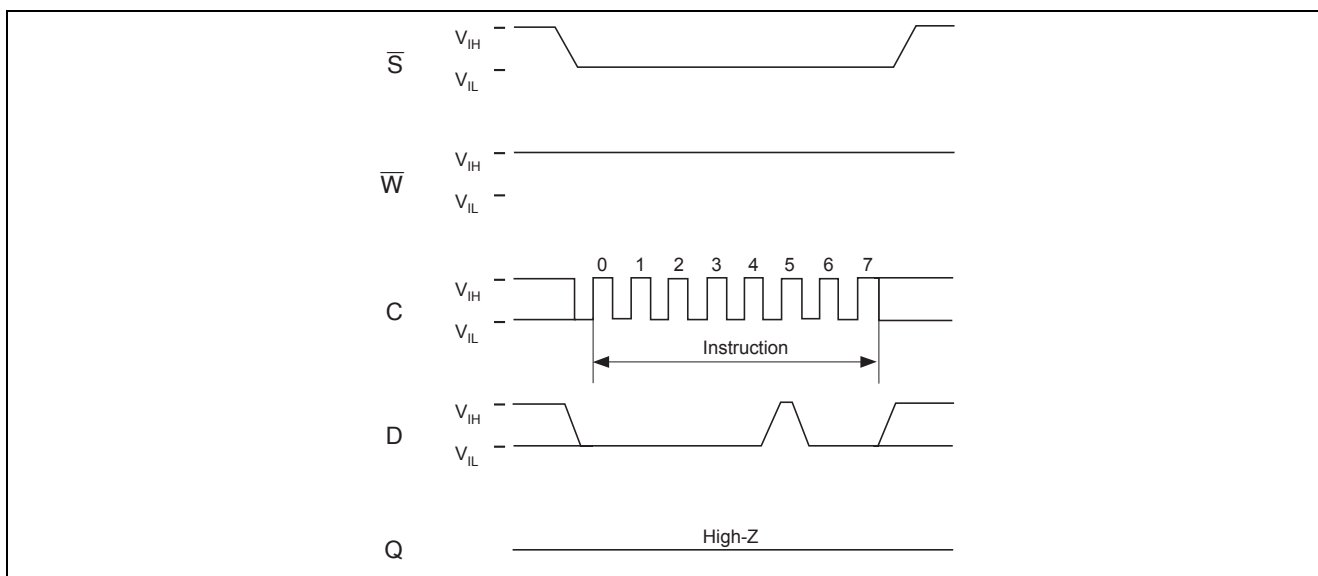 V_IH
S̅
V_IL
V_IH
W̅
V_IL
0 1 2 3 4 5 6 7
V_IH
C
V_IL
Instruction
V_IH
D
V_IL
High-Z
Q